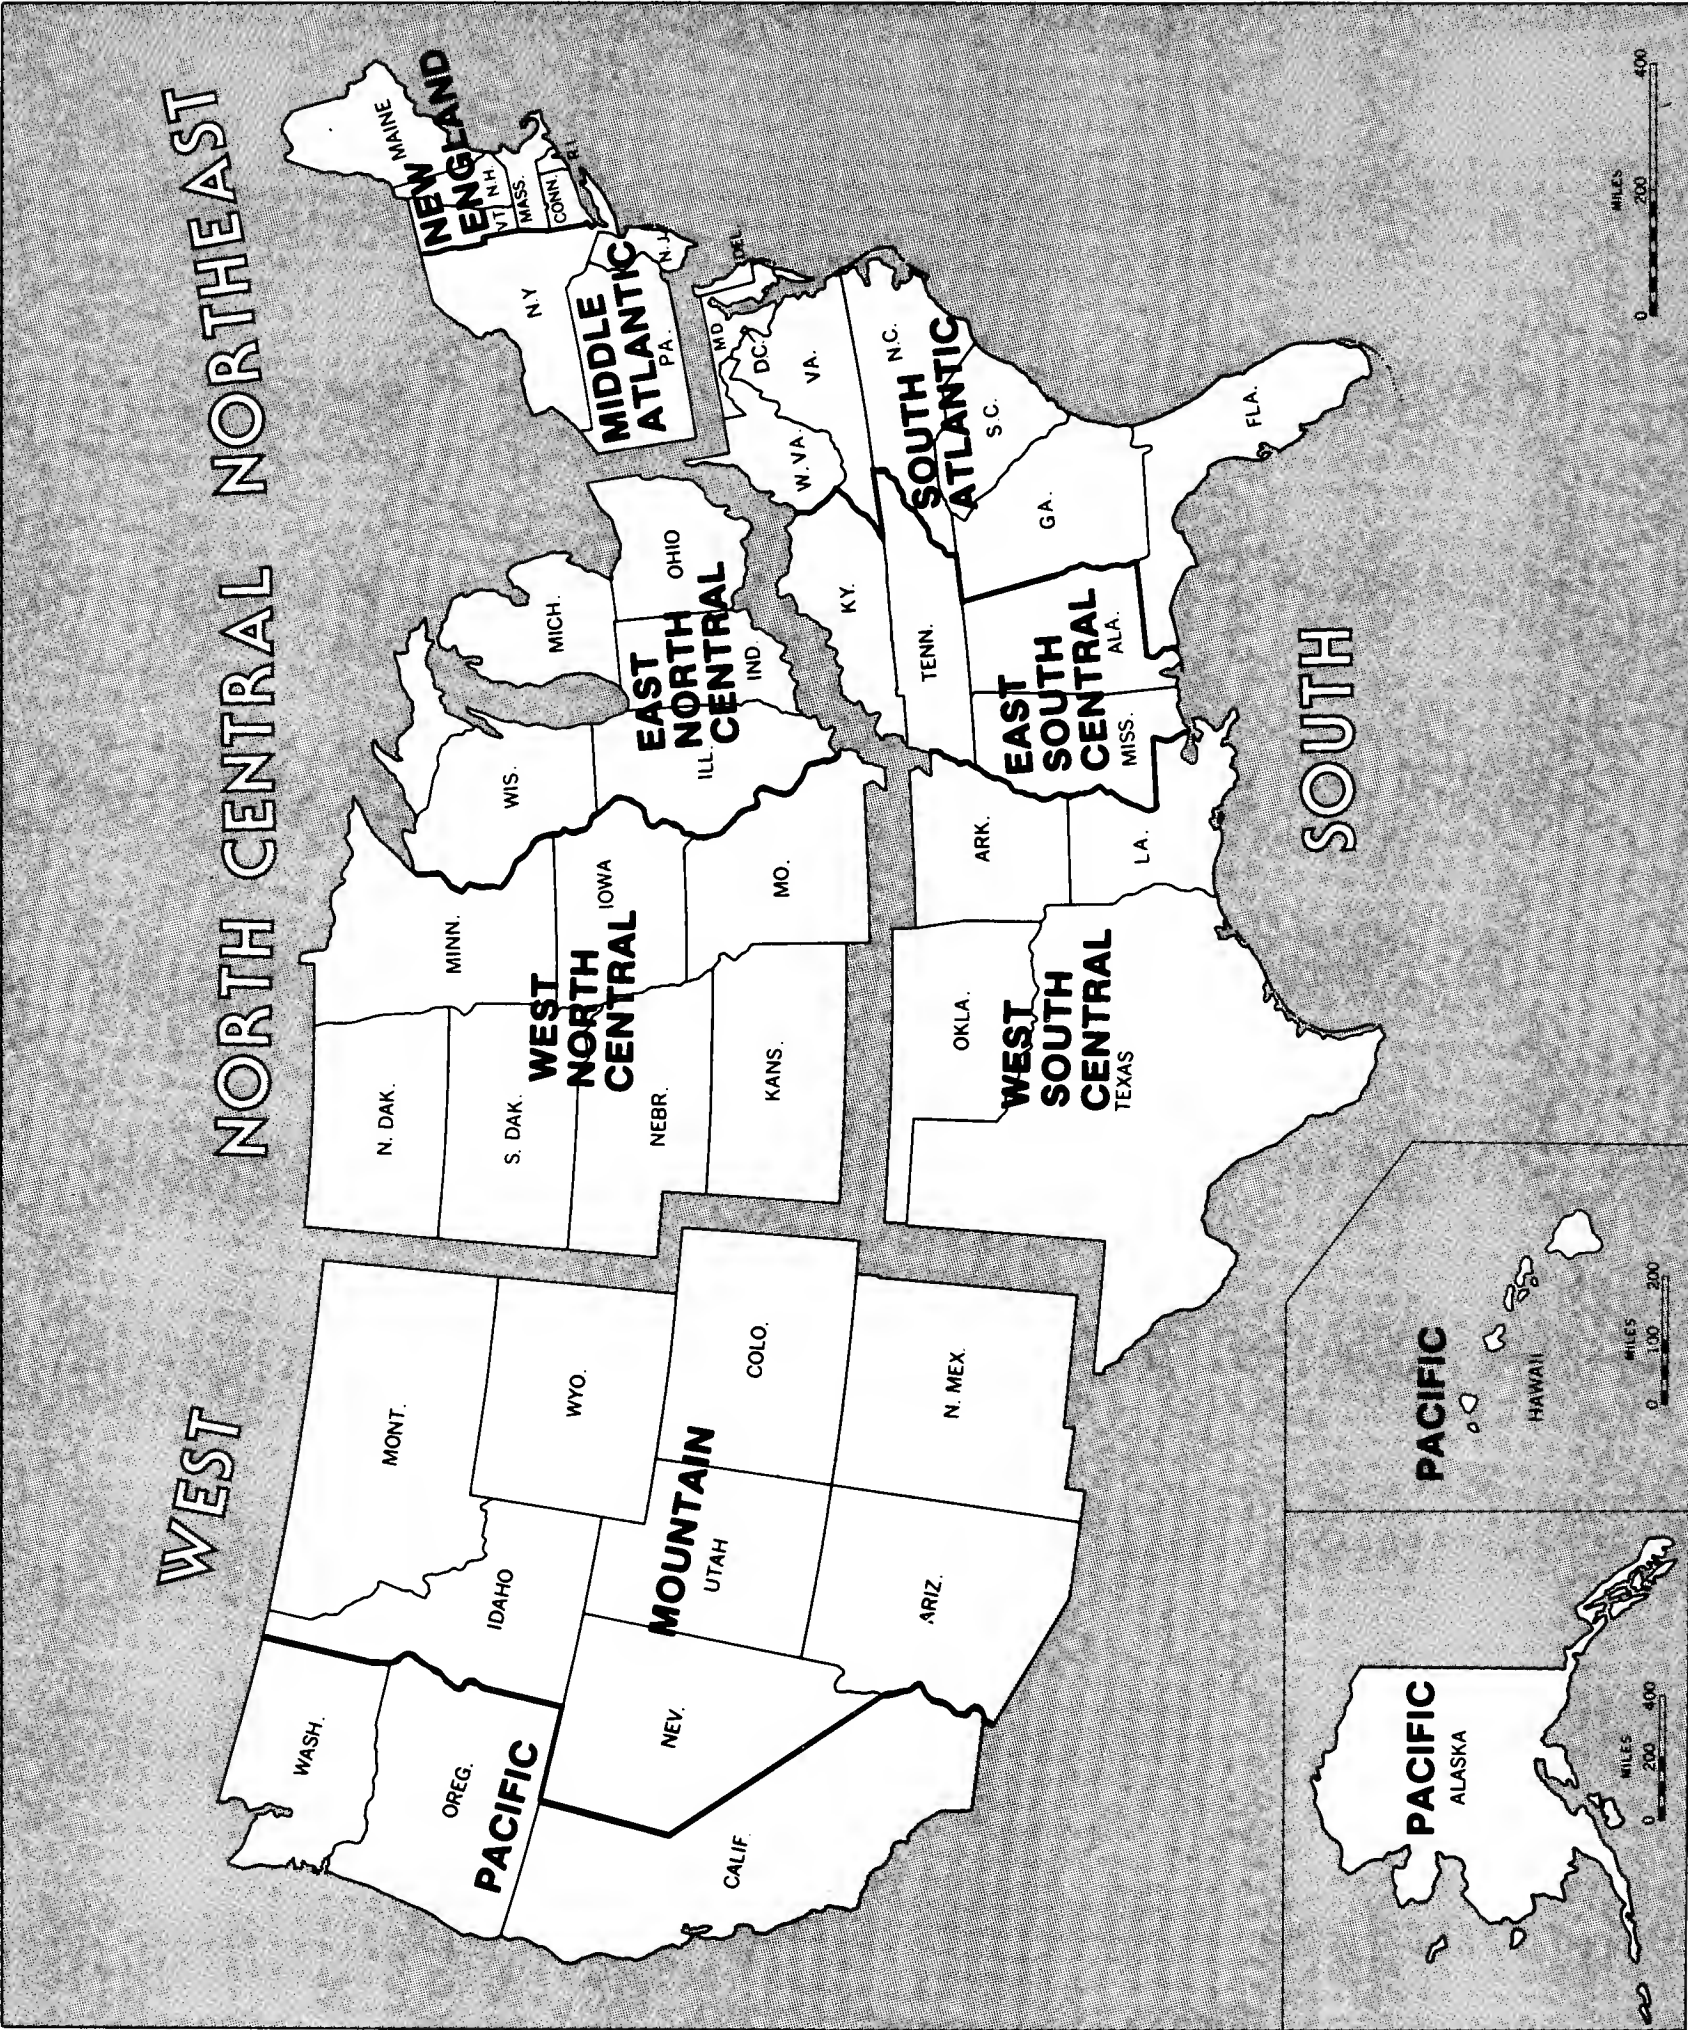 WEST
NORTH CENTRAL
NORTHEAST
WASH.
OREG.
PACIFIC
CALIF.
NEV.
IDAHO
MONT.
WYO.
MOUNTAIN
UTAH
COLO.
ARIZ.
N. MEX.
N. DAK.
S. DAK.
NEBR.
KANS.
MINN.
IOWA
MO.
WEST
NORTH
CENTRAL
WIS.
MICH.
ILL.
IND.
OHIO
EAST
NORTH
CENTRAL
NEW
ENGLAND
MAINE
VT.
N.H.
MASS.
CONN.
R.I.
MIDDLE
ATLANTIC
N.Y
PA.
N.J.
OKLA.
ARK.
WEST
SOUTH
CENTRAL
TEXAS
LA.
KY.
TENN.
EAST
SOUTH
CENTRAL
MISS.
ALA.
SOUTH
ATLANTIC
DEL.
MD.
D.C.
W. VA.
VA.
N.C.
S.C.
GA.
FLA.
SOUTH
PACIFIC
ALASKA
MILES
0 200 400
PACIFIC
HAWAII
MILES
0 100 200
MILES
0 200 400